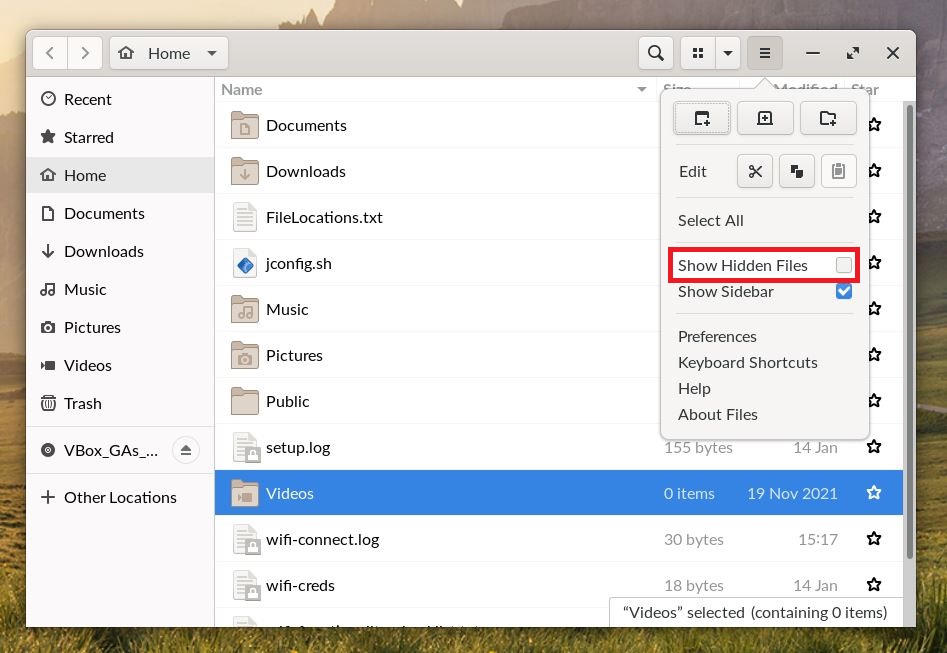 Home
Name
Recent
Starred
Home
Documents
Downloads
Music
Pictures
Videos
Trash
VBox_GAs_...
Other Locations
Documents
Downloads
FileLocations.txt
jconfig.sh
Music
Pictures
Public
setup.log 155 bytes 14 Jan
Videos 0 items 19 Nov 2021
wifi-connect.log 30 bytes 15:17
wifi-creds 18 bytes 14 Jan
Size Modified Star
Edit
Select All
Show Hidden Files
Show Sidebar
Preferences
Keyboard Shortcuts
Help
About Files
“Videos” selected (containing 0 items)